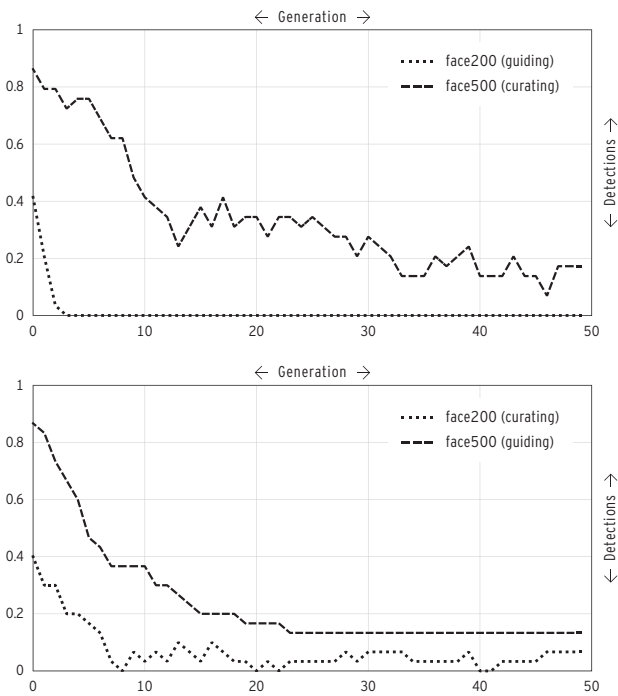 ← Generation →
1
0.8
0.6
0.4
0.2
0
0 10 20 30 40 50
face200 (guiding)
face500 (curating)
← Detections →
← Generation →
1
0.8
0.6
0.4
0.2
0
0 10 20 30 40 50
face200 (curating)
face500 (guiding)
← Detections →